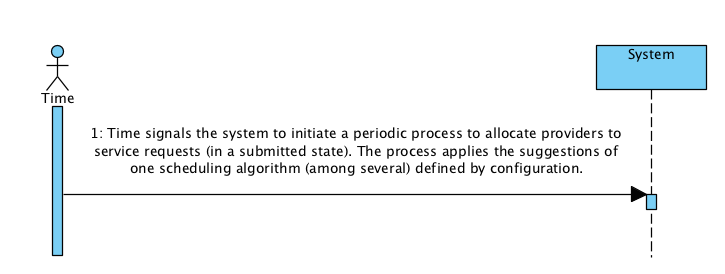 System
Time
1: Time signals the system to initiate a periodic process to allocate providers to
service requests (in a submitted state). The process applies the suggestions of
one scheduling algorithm (among several) defined by configuration.